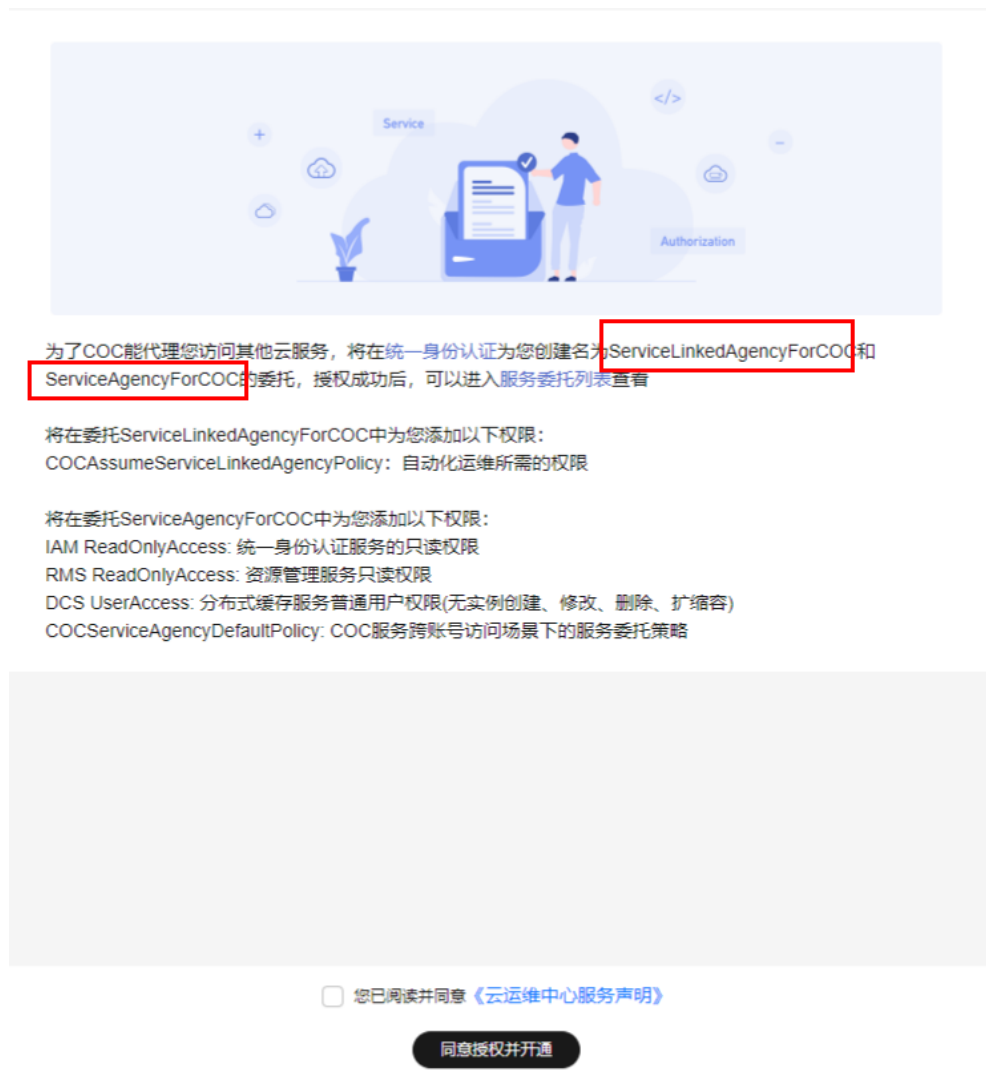 </>
Service
Authorization
为了COC能代理您访问其他云服务，将在统一身份认证为您创建名为ServiceLinkedAgencyForCOC和
ServiceAgencyForCOC的委托，授权成功后，可以进入服务委托列表查看
将在委托ServiceLinkedAgencyForCOC中为您添加以下权限：
COCAssumeServiceLinkedAgencyPolicy：自动化运维所需的权限
将在委托ServiceAgencyForCOC中为您添加以下权限：
IAM ReadOnlyAccess: 统一身份认证服务的只读权限
RMS ReadOnlyAccess: 资源管理服务只读权限
DCS UserAccess: 分布式缓存服务普通用户权限(无实例创建、修改、删除、扩缩容)
COCServiceAgencyDefaultPolicy: COC服务跨账号访问场景下的服务委托策略
您已阅读并同意《云运维中心服务声明》
同意授权并开通